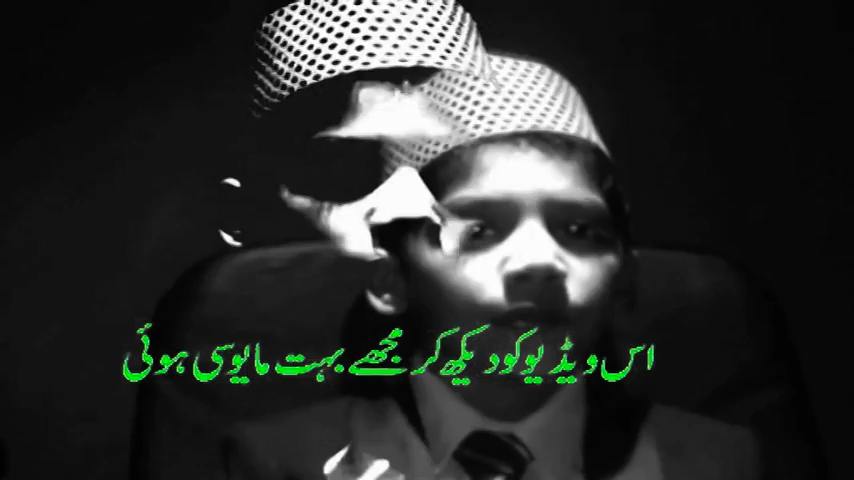 اس ویڈیو کو دیکھ کر مجھے بہت مایوسی ہوئی